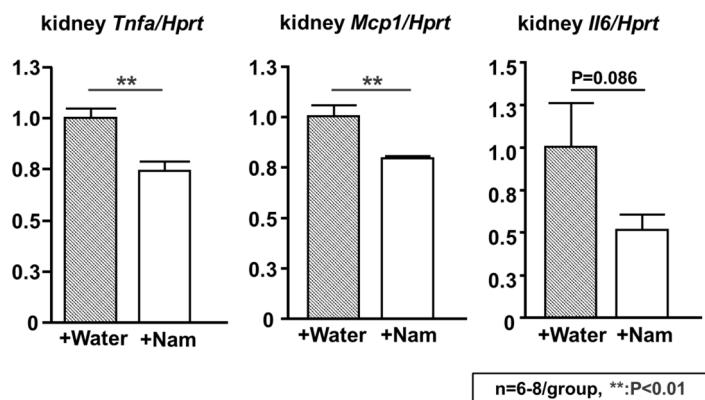 kidney Tnfa/Hprt
1.3
1.0
0.8
0.5
0.3
0
**
+Water +Nam
kidney Mcp1/Hprt
1.3
1.0
0.8
0.5
0.3
0
**
+Water +Nam
kidney Il6/Hprt
1.5
1.3
1.0
0.8
0.5
0.3
0
P=0.086
+Water +Nam
n=6-8/group, **:P<0.01